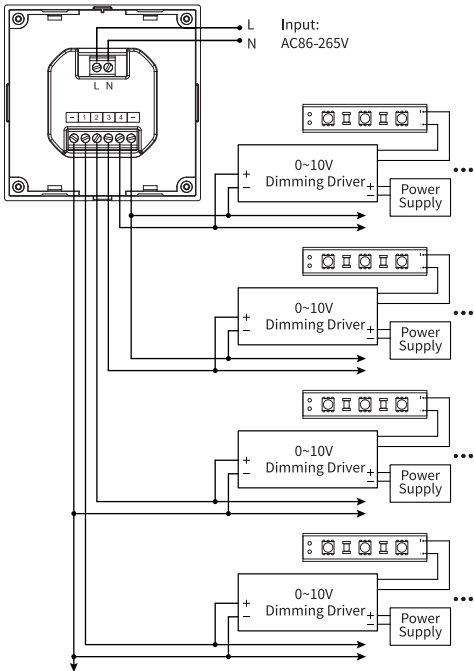 L Input:
N AC86-265V
L N
- 1 2 3 4 -
0~10V
Dimming Driver
+
-
+
-
Power
Supply
...
0~10V
Dimming Driver
+
-
+
-
Power
Supply
...
0~10V
Dimming Driver
+
-
+
-
Power
Supply
...
0~10V
Dimming Driver
+
-
+
-
Power
Supply
...